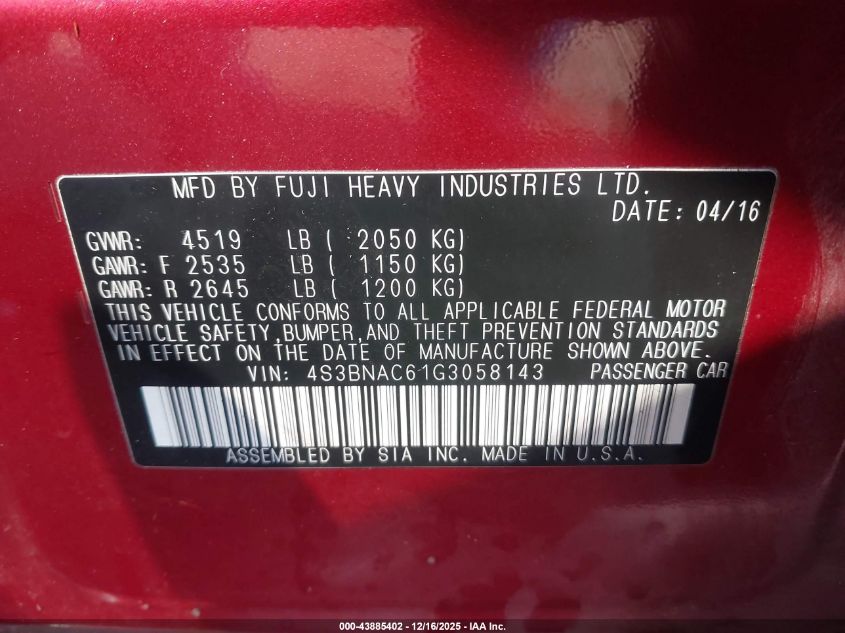 MFD BY FUJI HEAVY INDUSTRIES LTD.
DATE: 04/16
GVWR: 4519 LB ( 2050 KG)
GAWR: F 2535 LB ( 1150 KG)
GAWR: R 2645 LB ( 1200 KG)
THIS VEHICLE CONFORMS TO ALL APPLICABLE FEDERAL MOTOR
VEHICLE SAFETY,BUMPER,AND THEFT PREVENTION STANDARDS
IN EFFECT ON THE DATE OF MANUFACTURE SHOWN ABOVE.
VIN: 4S3BNAC61G3058143 PASSENGER CAR
ASSEMBLED BY SIA INC. MADE IN U.S.A.
000-43885402 - 12/16/2025 - IAA Inc.